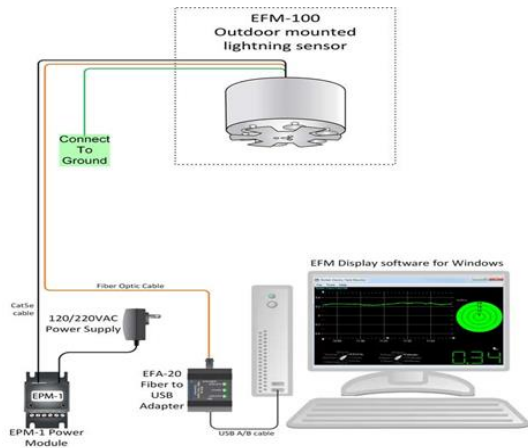 EFM-100
Outdoor mounted
lightning sensor
Connect
To
Ground
EFM Display software for Windows
Fiber Optic Cable
Cat5e
cable
120/220VAC
Power Supply
EFA-20
Fiber to
USB
Adapter
EPM-1
EPM-1 Power
Module
USB A/B cable
0.34